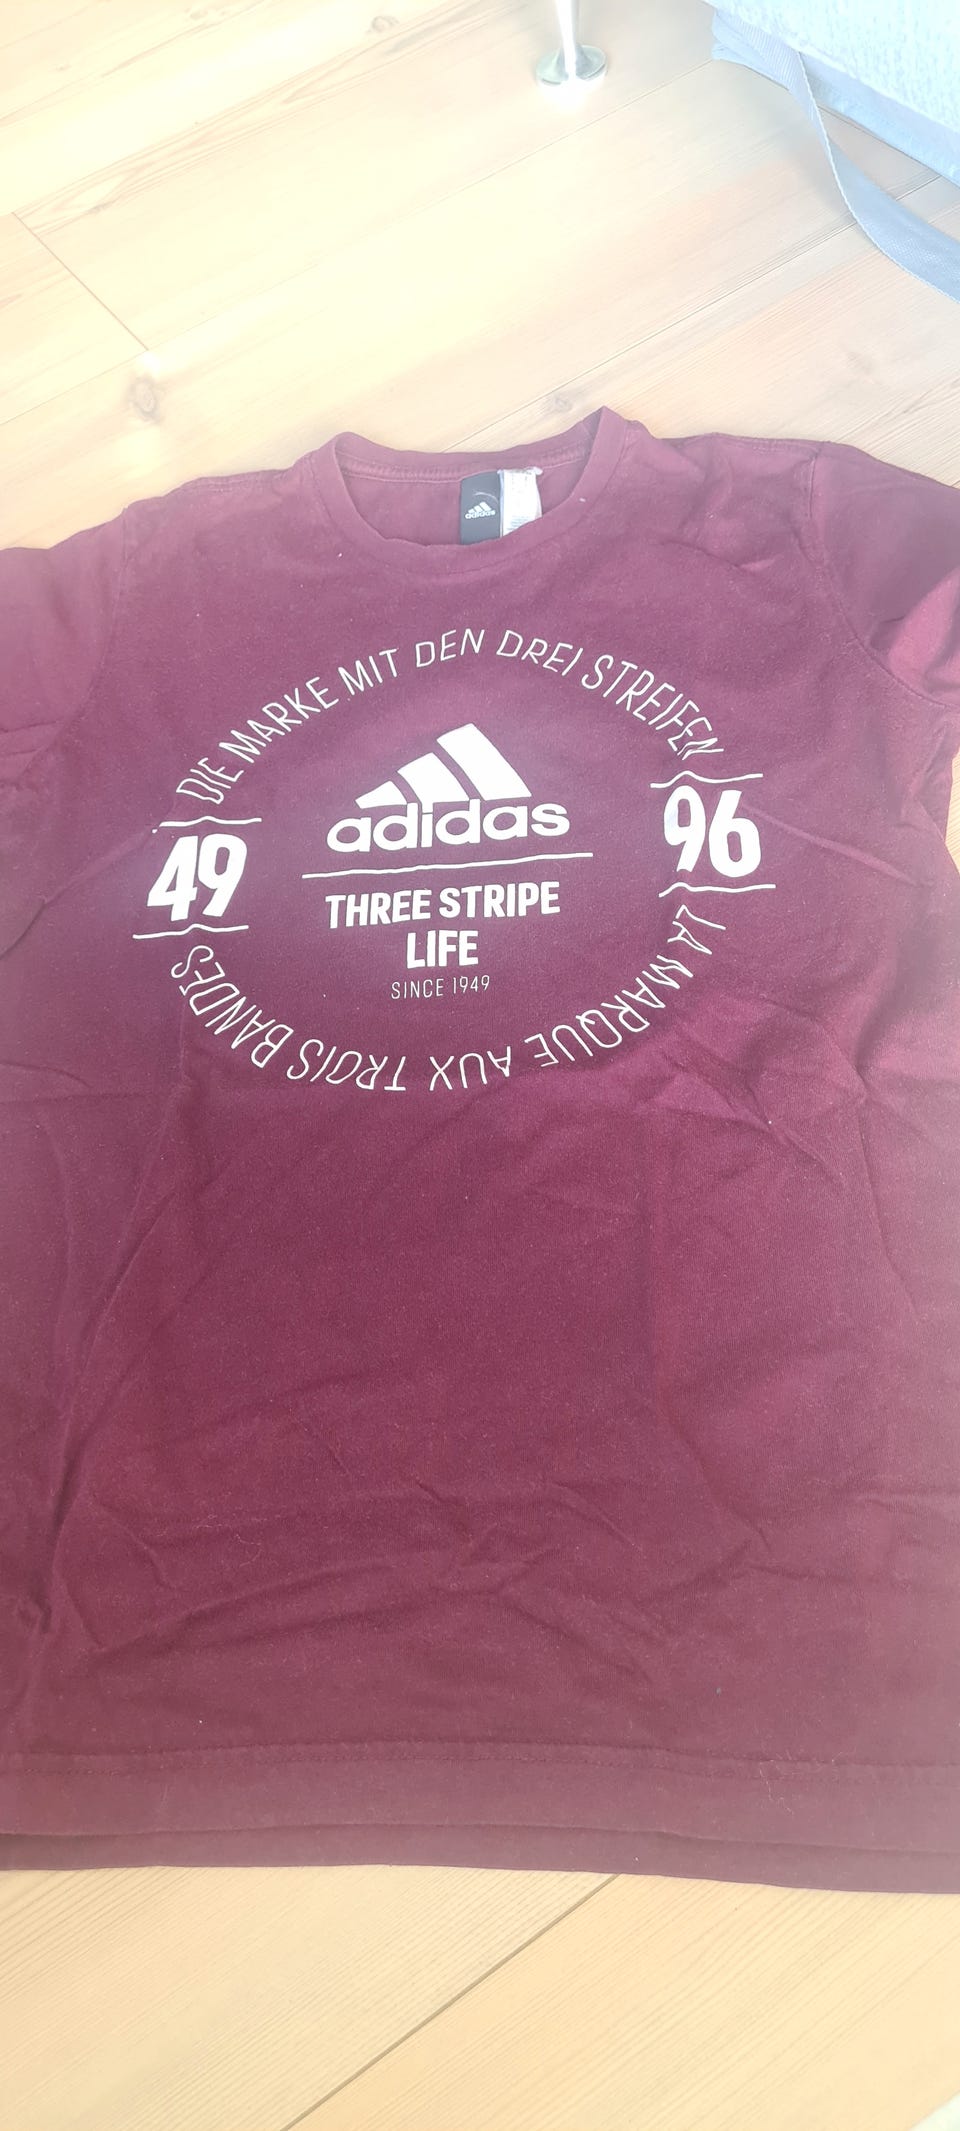 adidas
DIE MARKE MIT DEN DREI STREIFEN
49
96
adidas
THREE STRIPE
LIFE
SINCE 1949
LA MARQUE AUX TROIS BANDES